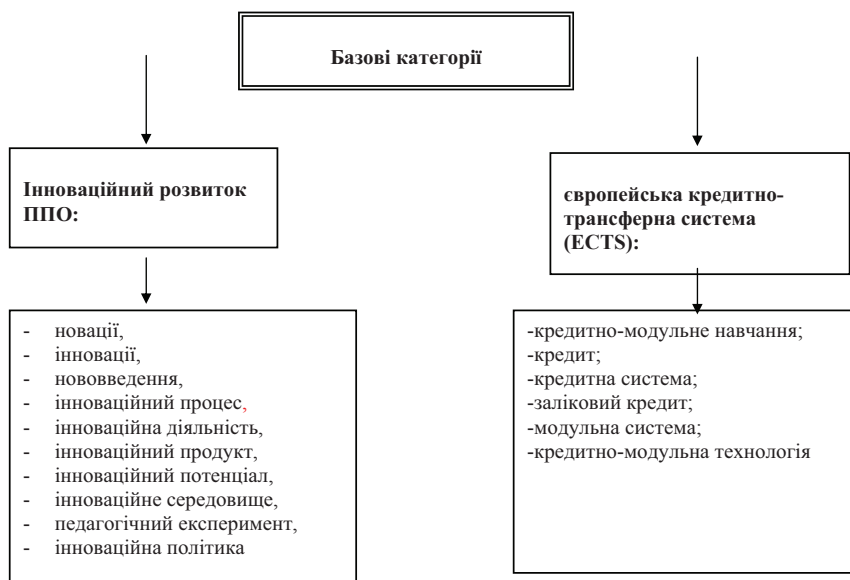 Базові категорії
Інноваційний розвиток
ППО:
європейська кредитно-
трансферна система
(ECTS):
- новації,
- інновації,
- нововведення,
- інноваційний процес,
- інноваційна діяльність,
- інноваційний продукт,
- інноваційний потенціал,
- інноваційне середовище,
- педагогічний експеримент,
- інноваційна політика
-кредитно-модульне навчання;
-кредит;
-кредитна система;
-заліковий кредит;
-модульна система;
-кредитно-модульна технологія